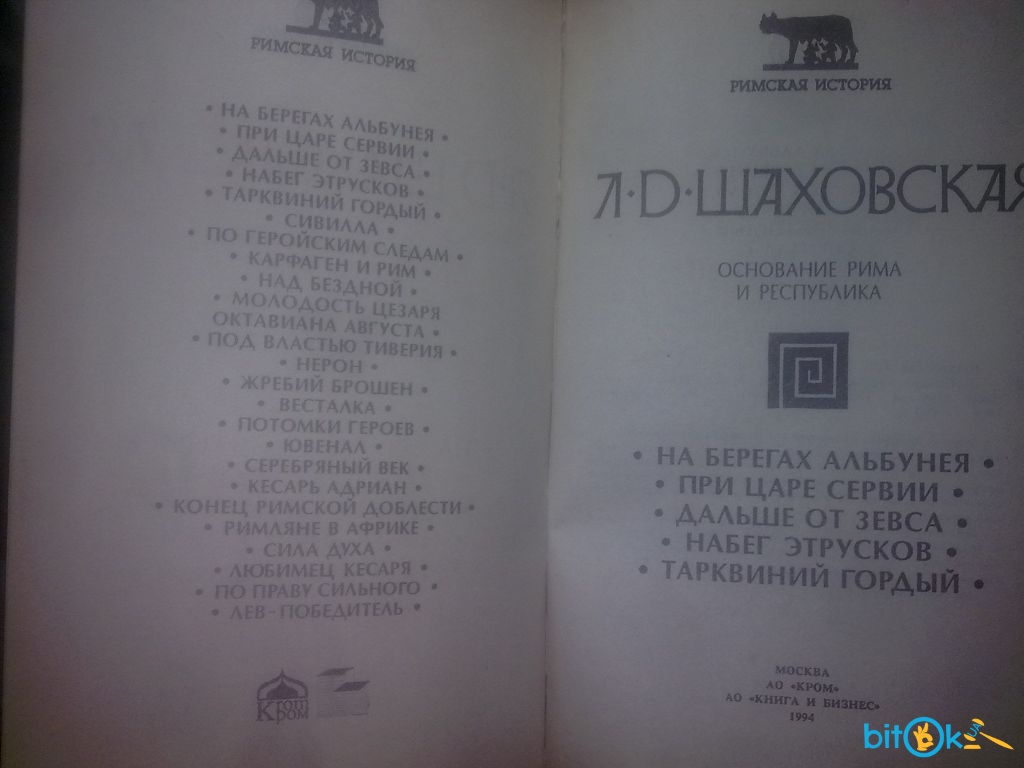 РИМСКАЯ ИСТОРИЯ
• НА БЕРЕГАХ АЛЬБУНЕЯ •
• ПРИ ЦАРЕ СЕРВИИ •
• ДАЛЬШЕ ОТ ЗЕВСА •
• НАБЕГ ЭТРУСКОВ •
• ТАРКВИНИЙ ГОРДЫЙ •
• СИВИЛЛА •
• ПО ГЕРОЙСКИМ СЛЕДАМ •
• КАРФАГЕН И РИМ •
• НАД БЕЗДНОЙ •
• МОЛОДОСТЬ ЦЕЗАРЯ
ОКТАВИАНА АВГУСТА •
• ПОД ВЛАСТЬЮ ТИВЕРИЯ •
• НЕРОН •
• ЖРЕБИЙ БРОШЕН •
• ВЕСТАЛКА •
• ПОТОМКИ ГЕРОЕВ •
• ЮВЕНАЛ •
• СЕРЕБРЯНЫЙ ВЕК •
• КЕСАРЬ АДРИАН •
• КОНЕЦ РИМСКОЙ ДОБЛЕСТИ •
• РИМЛЯНЕ В АФРИКЕ •
• СИЛА ДУХА •
• ЛЮБИМЕЦ КЕСАРЯ •
• ПО ПРАВУ СИЛЬНОГО •
• ЛЕВ-ПОБЕДИТЕЛЬ •
Кром
РИМСКАЯ ИСТОРИЯ
Л·D·ШАХОВСКАЯ
ОСНОВАНИЕ РИМА
И РЕСПУБЛИКА
• НА БЕРЕГАХ АЛЬБУНЕЯ •
• ПРИ ЦАРЕ СЕРВИИ •
• ДАЛЬШЕ ОТ ЗЕВСА •
• НАБЕГ ЭТРУСКОВ •
• ТАРКВИНИЙ ГОРДЫЙ •
МОСКВА
АО «КРОМ»
АО «КНИГА И БИЗНЕС»
1994
bitOk